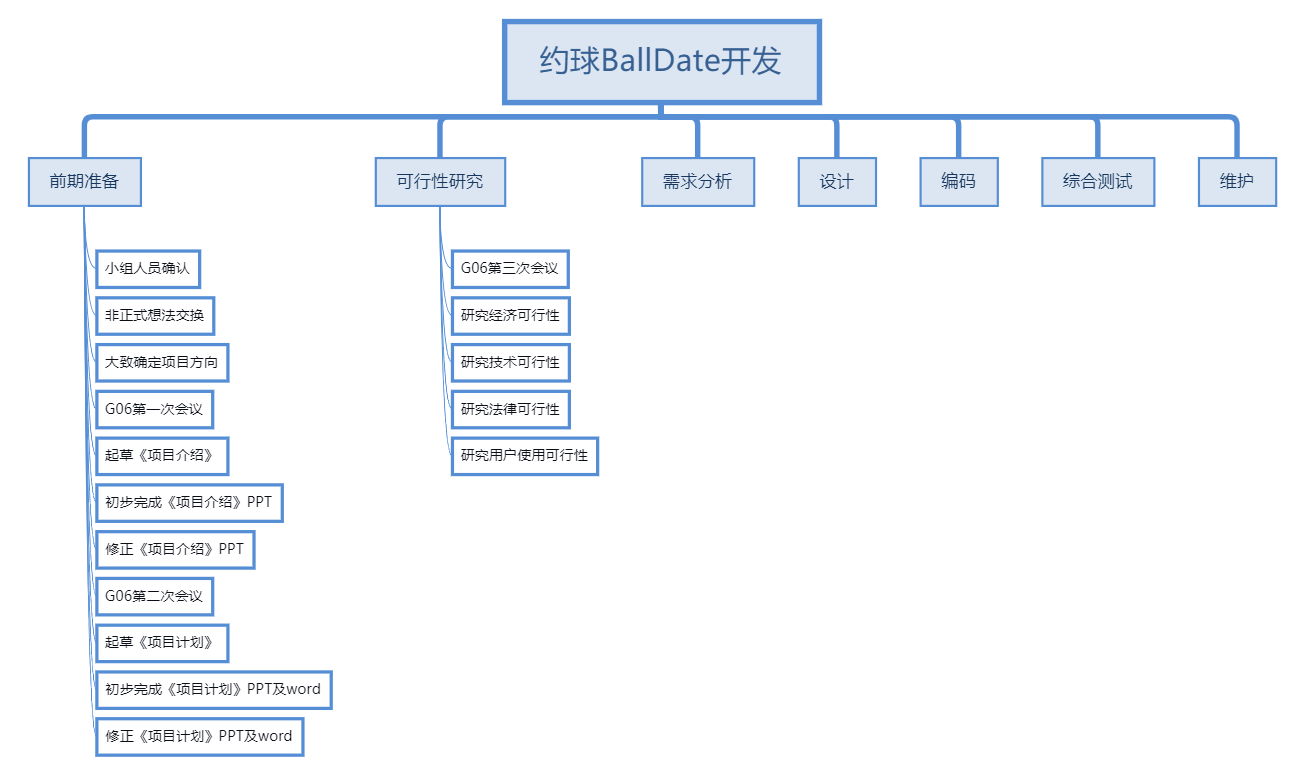 约球BallDate开发
前期准备
可行性研究
需求分析
设计
编码
综合测试
维护
小组人员确认
非正式想法交换
大致确定项目方向
G06第一次会议
起草《项目介绍》
初步完成《项目介绍》PPT
修正《项目介绍》PPT
G06第二次会议
起草《项目计划》
初步完成《项目计划》PPT及word
修正《项目计划》PPT及word
G06第三次会议
研究经济可行性
研究技术可行性
研究法律可行性
研究用户使用可行性